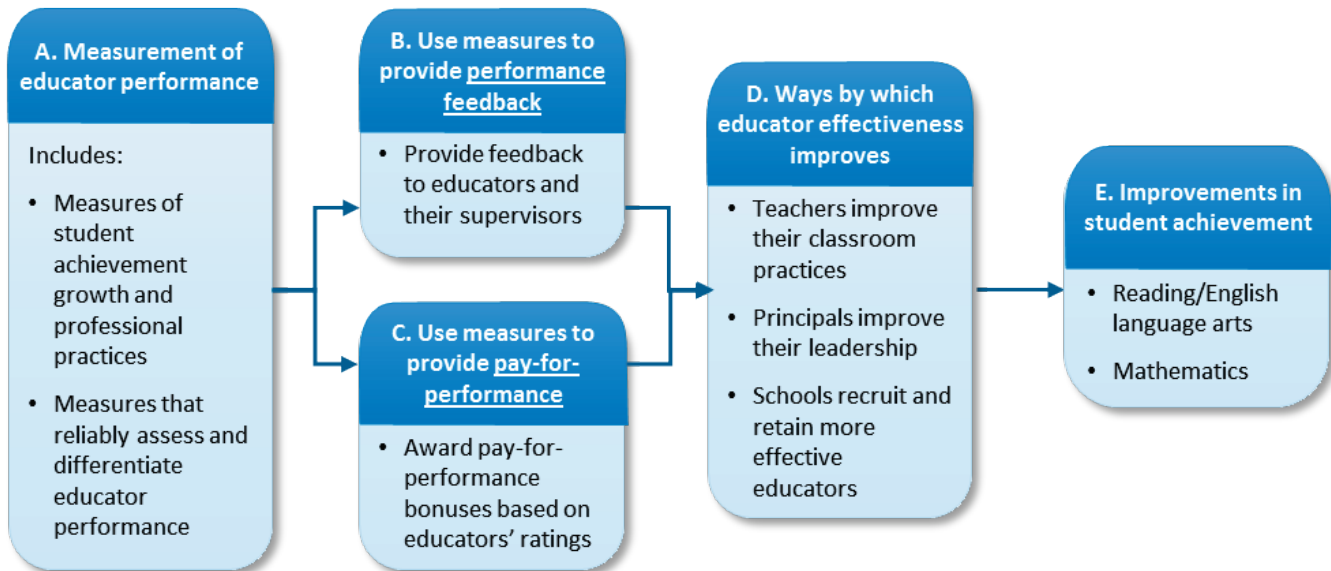 A. Measurement of
educator performance
Includes:
• Measures of
student
achievement
growth and
professional
practices
• Measures that
reliably assess and
differentiate
educator
performance
B. Use measures to
provide performance
feedback
• Provide feedback
to educators and
their supervisors
C. Use measures to
provide pay-for-
performance
• Award pay-for-
performance
bonuses based on
educators’ ratings
D. Ways by which
educator effectiveness
improves
• Teachers improve
their classroom
practices
• Principals improve
their leadership
• Schools recruit and
retain more
effective
educators
E. Improvements in
student achievement
• Reading/English
language arts
• Mathematics